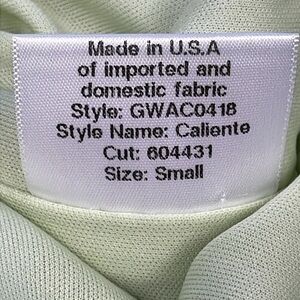 Made in U.S.A
of imported and
domestic fabric
Style: GWAC0418
Style Name: Caliente
Cut: 604431
Size: Small